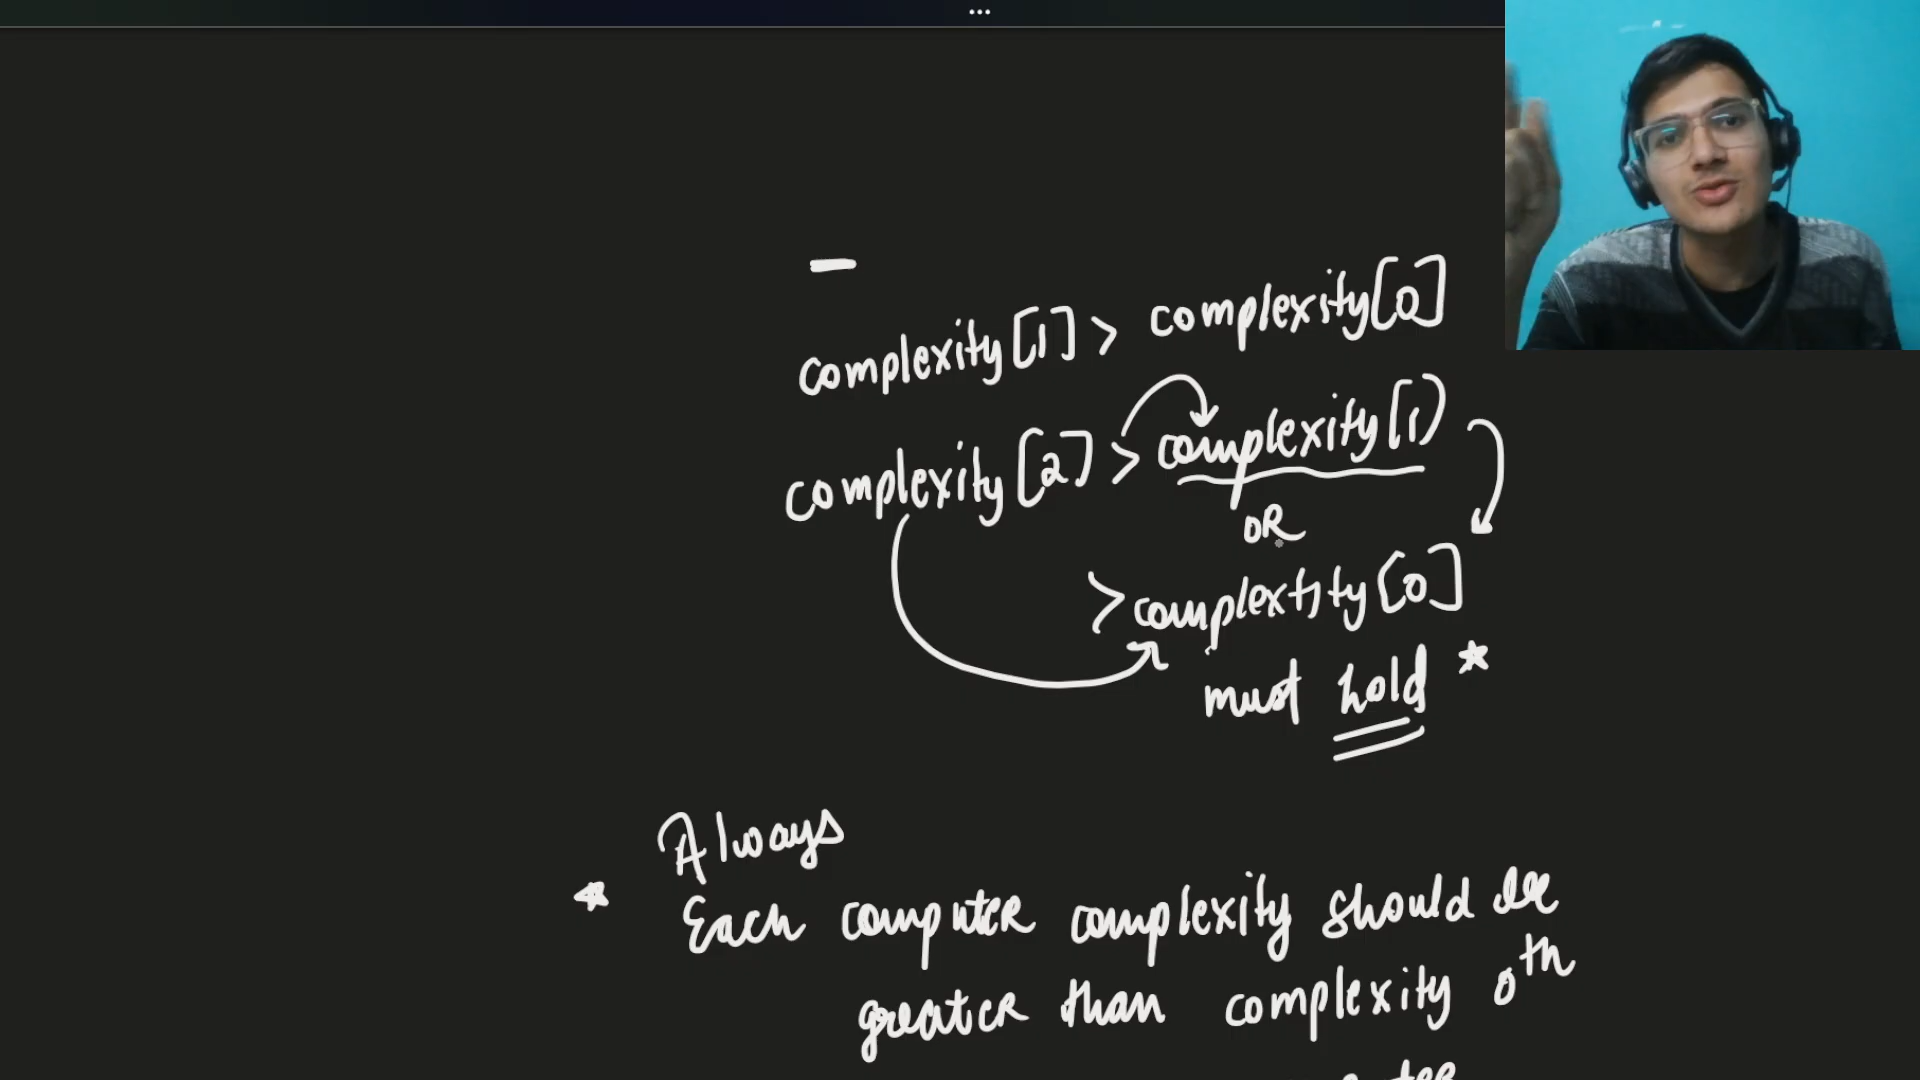 ...
complexity[1] > complexity[0]
complexity[2] > complexity[1)
OR
> complextity[0]
must hold *
Always
* Each computer complexity should be
greater than complexity 0th